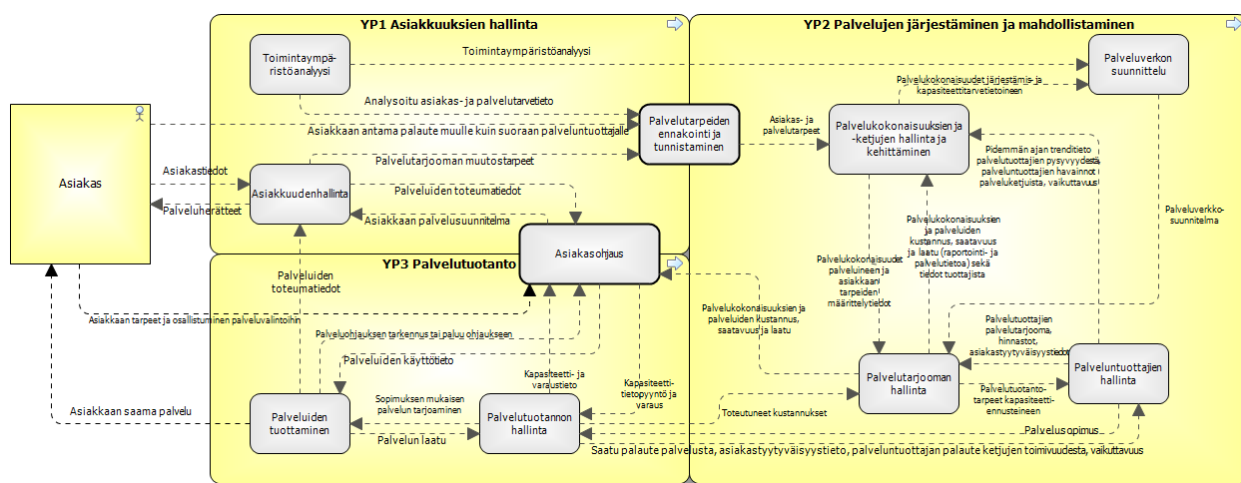 YP1 Asiakkuuksien hallinta
YP2 Palvelujen järjestäminen ja mahdollistaminen
Toimintaympä-
ristöanalyysi
Toimintaympäristöanalyysi
Palveluverkon
suunnittelu
Palvelukokonaisuudet järjestämis- ja
kapasiteettitarvetietoineen
Analysoitu asiakas- ja palvelutarvetieto
Asiakkaan antama palaute muulle kuin suoraan palveluntuottajalle
Palvelutarpeiden
ennakointi ja
tunnistaminen
Asiakas- ja
palvelutarpeet
Palvelukokonaisuuksien ja
-ketjujen hallinta ja
kehittäminen
Pidemmän ajan trenditieto
palvelutuottajien pysyvyydestä,
palveluntuottajien havainnot
palveluketjuista, vaikuttavuus
Asiakas
Asiakastiedot
Palveluherätteet
Asiakkuudenhallinta
Palvelutarjooman muutostarpeet
Palveluiden toteumatiedot
Asiakkaan palvelusuunnitelma
Asiakasohjaus
Palveluverkko-
suunnitelma
Palvelukokonaisuuksien
ja palveluiden
kustannus, saatavuus
ja laatu (raportointi- ja
palvelutietoa) sekä
tiedot tuottajista
YP3 Palvelutuotanto
Palveluiden
toteumatiedot
Palvelukokonaisuudet
palveluineen ja
asiakkaan
tarpeiden
määrittelytiedot
Asiakkaan tarpeet ja osallistuminen palveluvalintoihin
Palvelukokonaisuuksien ja
palveluiden kustannus,
saatavuus ja laatu
Palvelutuottajien
palvelutarjooma,
hinnastot,
asiakastyytyväisyystiedot
Palveluohjauksen tarkennus tai paluu ohjaukseen
Palveluiden käyttötieto
Kapasiteetti- ja
varaustieto
Kapasiteetti-
tietopyyntö ja
varaus
Palvelutarjooman
hallinta
Palveluntuottajien
hallinta
Palvelutuotanto-
tarpeet kapasiteetti-
ennusteineen
Asiakkaan saama palvelu
Palveluiden
tuottaminen
Sopimuksen mukaisen
palvelun tarjoaminen
Palvelun laatu
Palvelutuotannon
hallinta
Toteutuneet kustannukset
Palvelusopimus
Saatu palaute palvelusta, asiakastyytyväisyystieto, palveluntuottajan palaute ketjujen toimivuudesta, vaikuttavuus